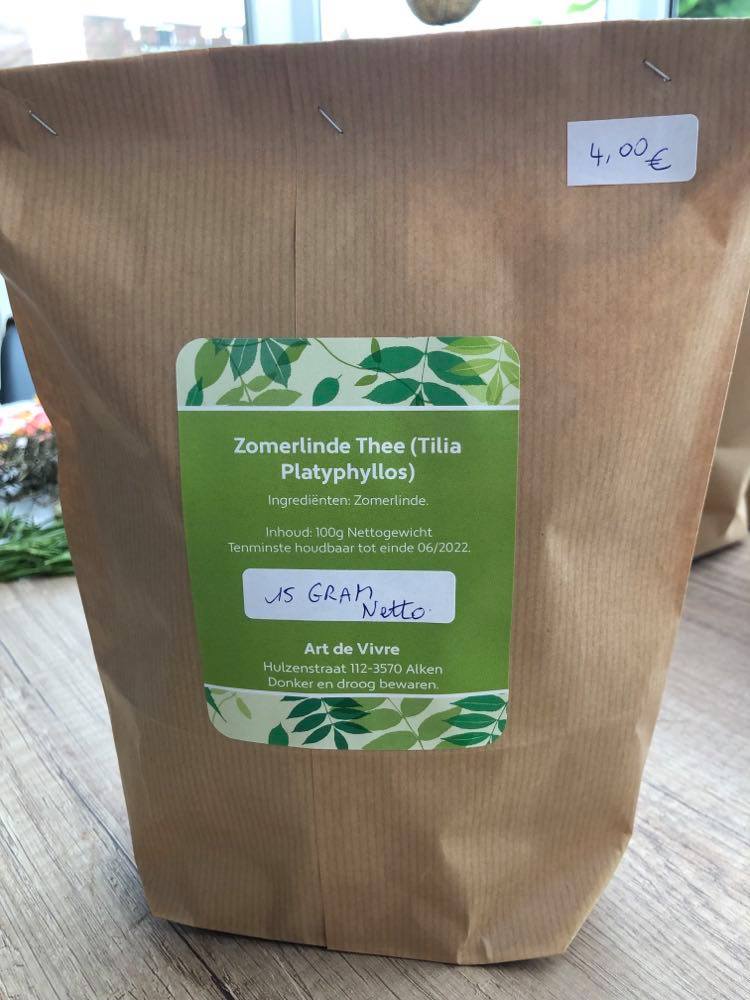 4,00 €
Zomerlinde Thee (Tilia
Platyphyllos)
Ingrediënten: Zomerlinde.
Inhoud: 100g Nettogewicht
Tenminste houdbaar tot einde 06/2022.
15 GRAM
Netto.
Art de Vivre
Hulzenstraat 112-3570 Alken
Donker en droog bewaren.